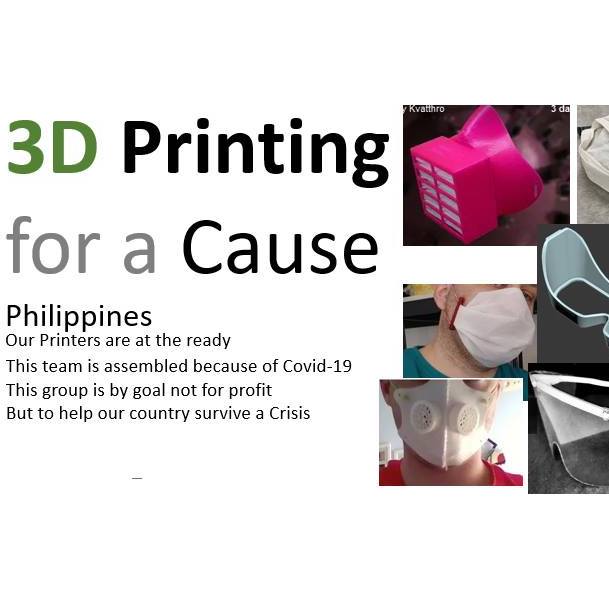 3D Printing
for a Cause
Philippines
Our Printers are at the ready
This team is assembled because of Covid-19
This group is by goal not for profit
But to help our country survive a Crisis
y Kvatthro 3 da